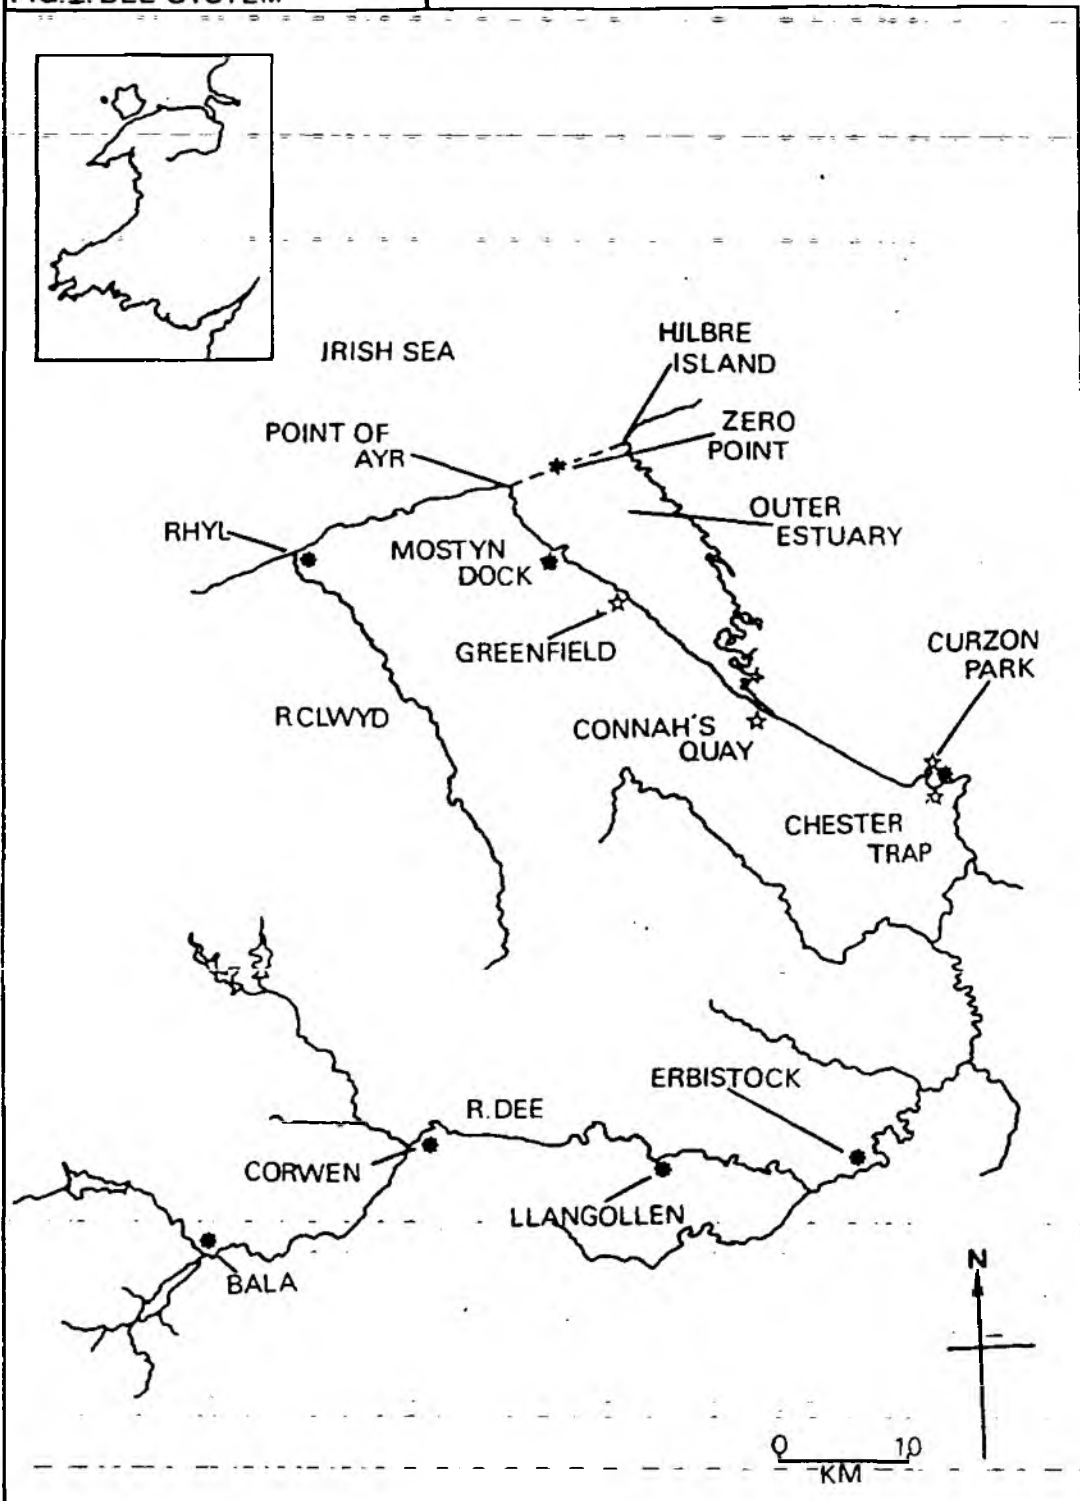 IRISH SEA
HILBRE
ISLAND
ZERO
POINT
POINT OF
AYR
OUTER
ESTUARY
RHYL
MOSTYN
DOCK
GREENFIELD
CURZON
PARK
R CLWYD
CONNAH'S
QUAY
CHESTER
TRAP
ERBISTOCK
R. DEE
CORWEN
LLANGOLLEN
BALA
N
0 10
KM